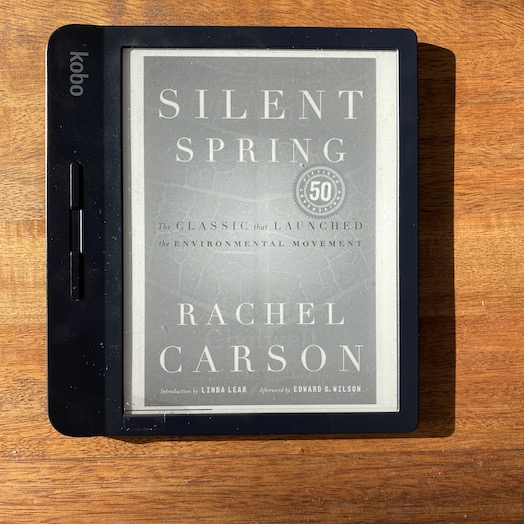 kobo
SILENT
SPRING
50
The CLASSIC that LAUNCHED
the ENVIRONMENTAL MOVEMENT
RACHEL
CARSON
Introduction by LINDA LEAR Afterword by EDWARD O. WILSON